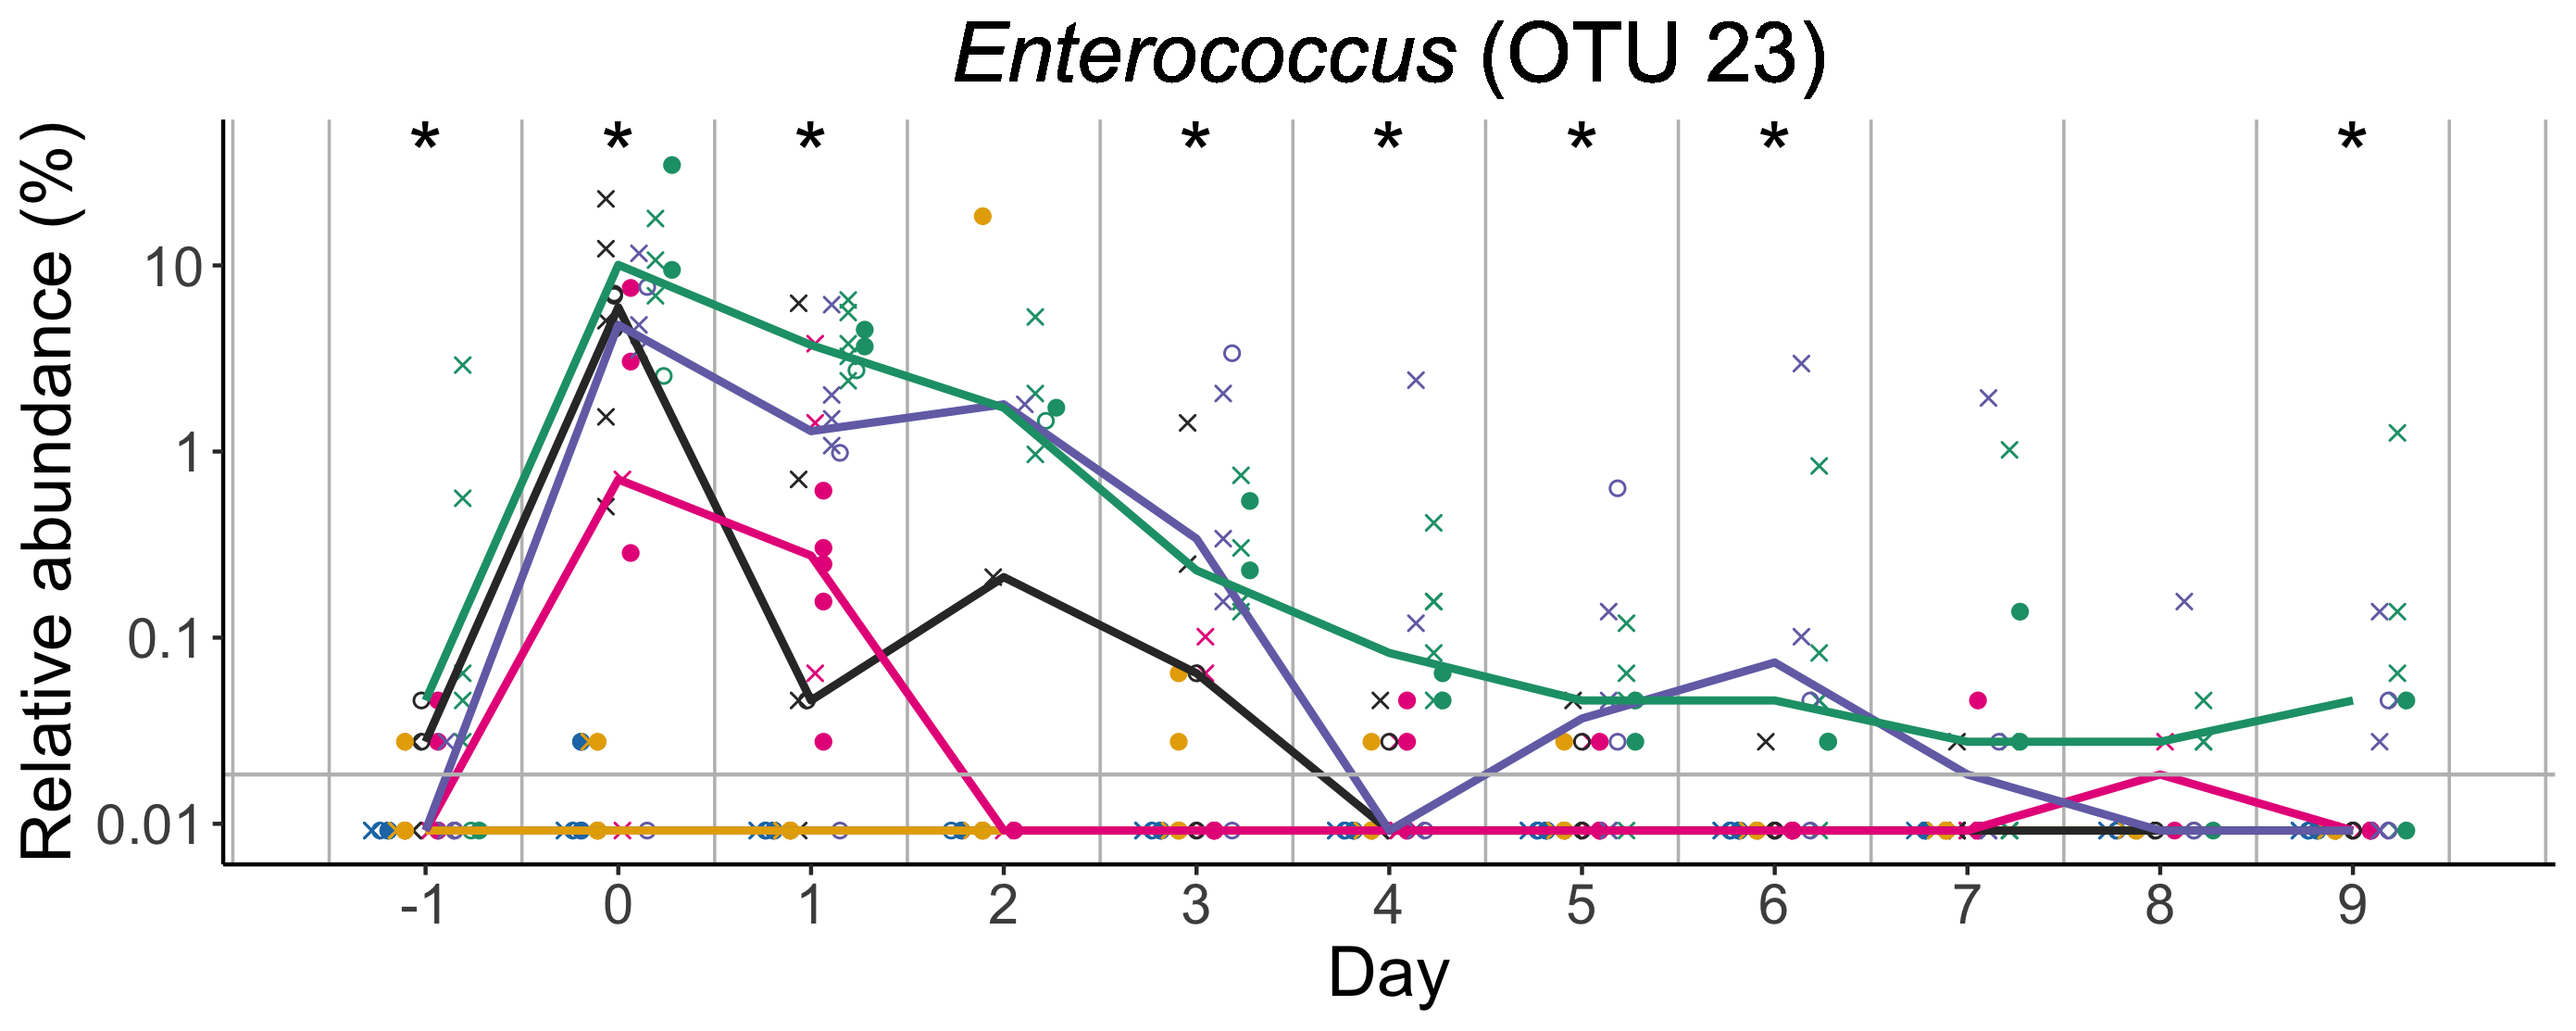 Enterococcus (OTU 23)
* * * * * * * *
Relative abundance (%)
10
1
0.1
0.01
-1 0 1 2 3 4 5 6 7 8 9
Day